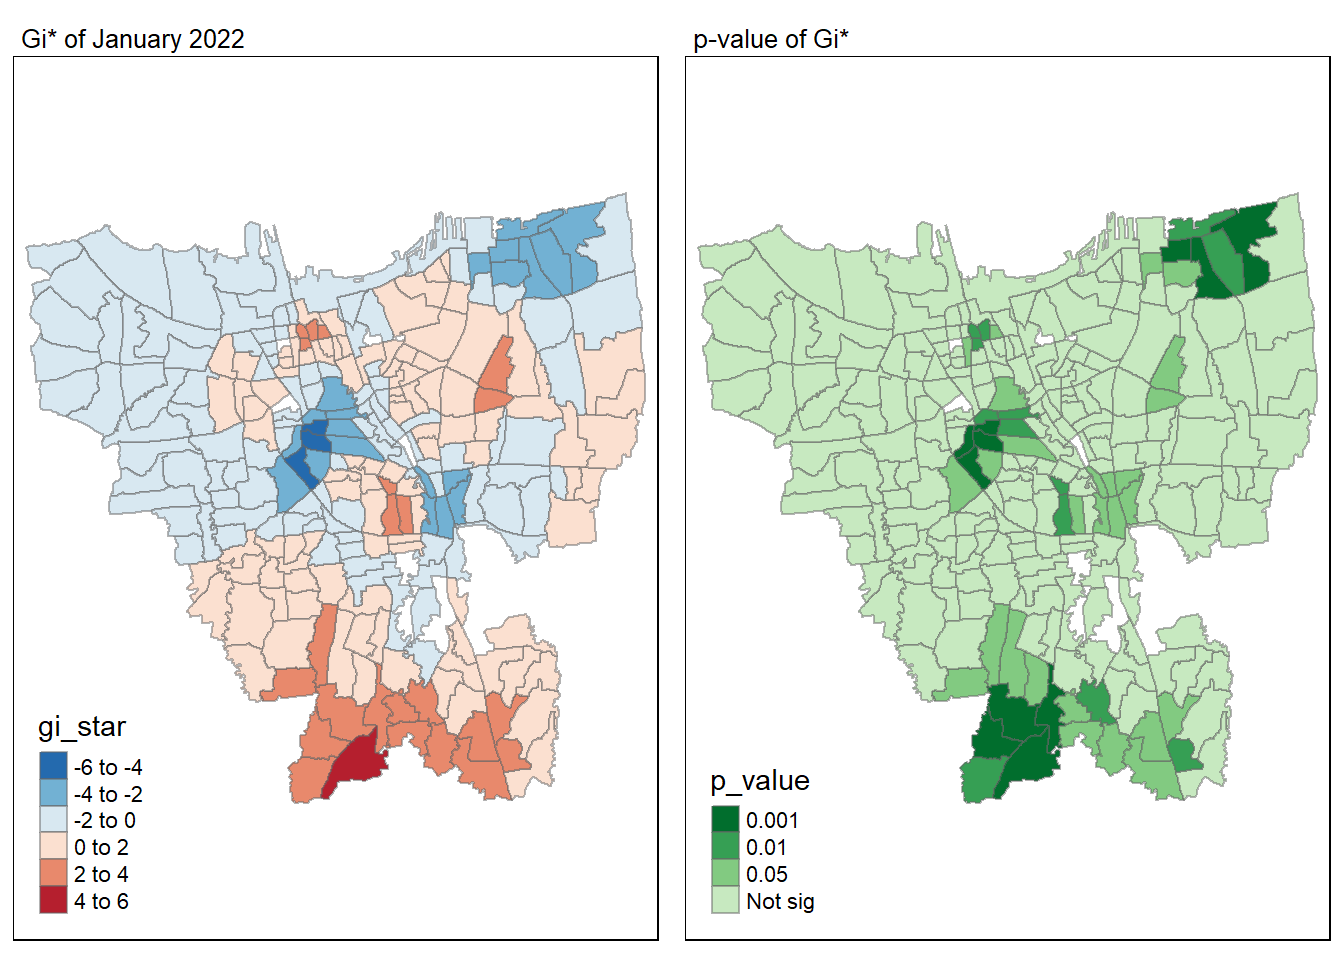 Gi* of January 2022
gi_star
-6 to -4
-4 to -2
-2 to 0
0 to 2
2 to 4
4 to 6
p-value of Gi*
p_value
0.001
0.01
0.05
Not sig